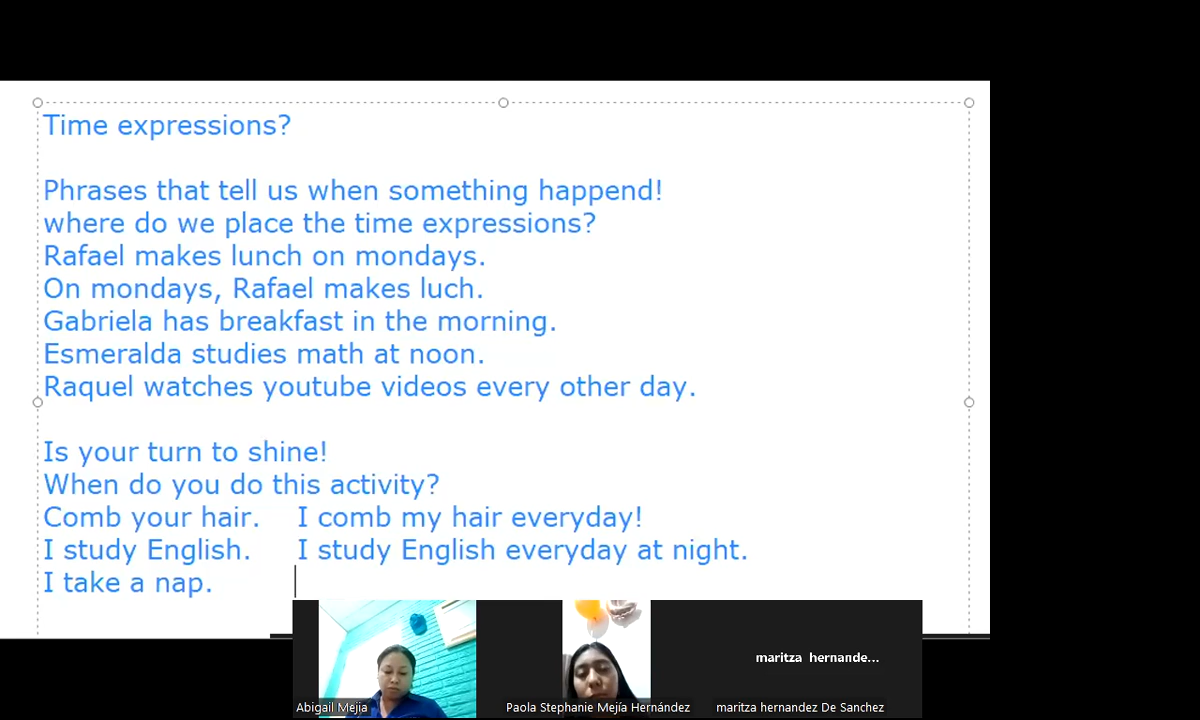 Time expressions?
Phrases that tell us when something happend!
where do we place the time expressions?
Rafael makes lunch on mondays.
On mondays, Rafael makes luch.
Gabriela has breakfast in the morning.
Esmeralda studies math at noon.
Raquel watches youtube videos every other day.
Is your turn to shine!
When do you do this activity?
Comb your hair. I comb my hair everyday!
I study English. I study English everyday at night.
I take a nap.
maritza hernande...
Abigail Mejia
Paola Stephanie Mejía Hernández
maritza hernandez De Sanchez